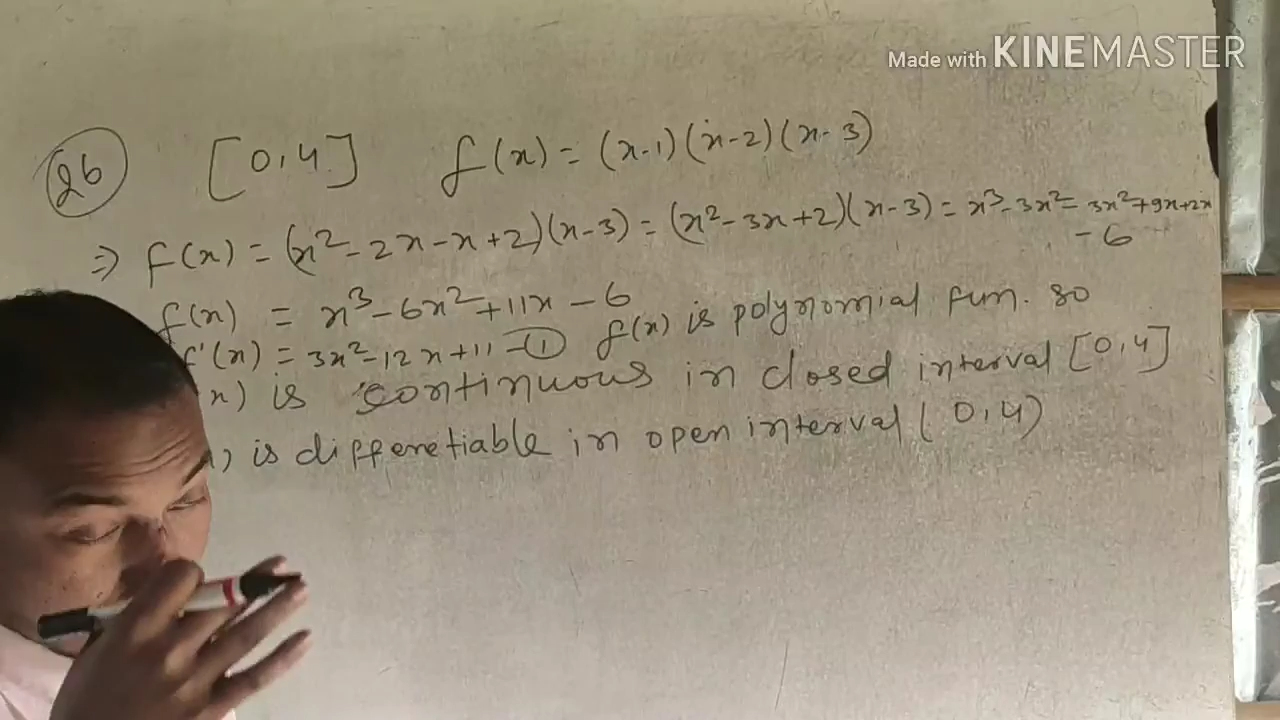 Made with KINEMASTER
26 [0,4] f(x) = (x-1)(x-2)(x-3)
⇒ f(x) = (x²-2x-x+2)(x-3) = (x²-3x+2)(x-3) = x³-3x²= 3x²+9x+2x
-6
f(x) = x³-6x²+11x-6
f'(x) = 3x²-12x+11-① f(x) is polynomial fun. so
x) is continuous in closed interval [0,4]
) is differetiable in open interval (0,4)